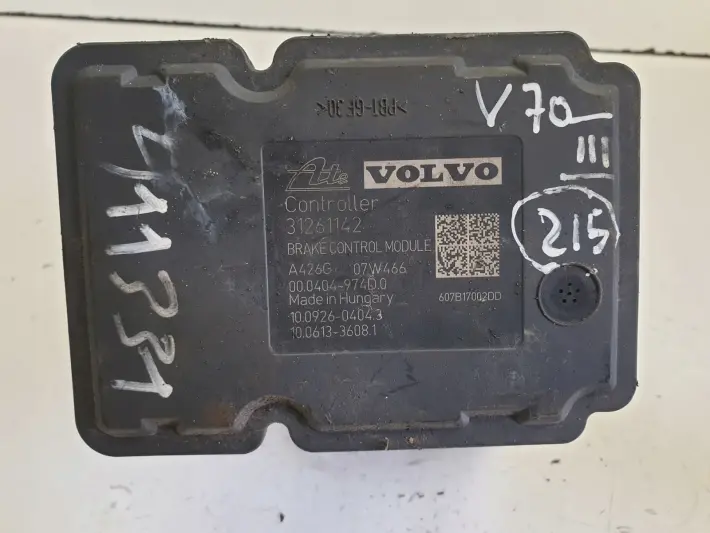 >PBT-GF30<
V70
III
215
411331
Ate VOLVO
Controller
31261142
BRAKE CONTROL MODULE
A426G 07W466
00.0404-974D.0
Made in Hungary
10.0926-0404.3
10.0613-3608.1
607B17002DD